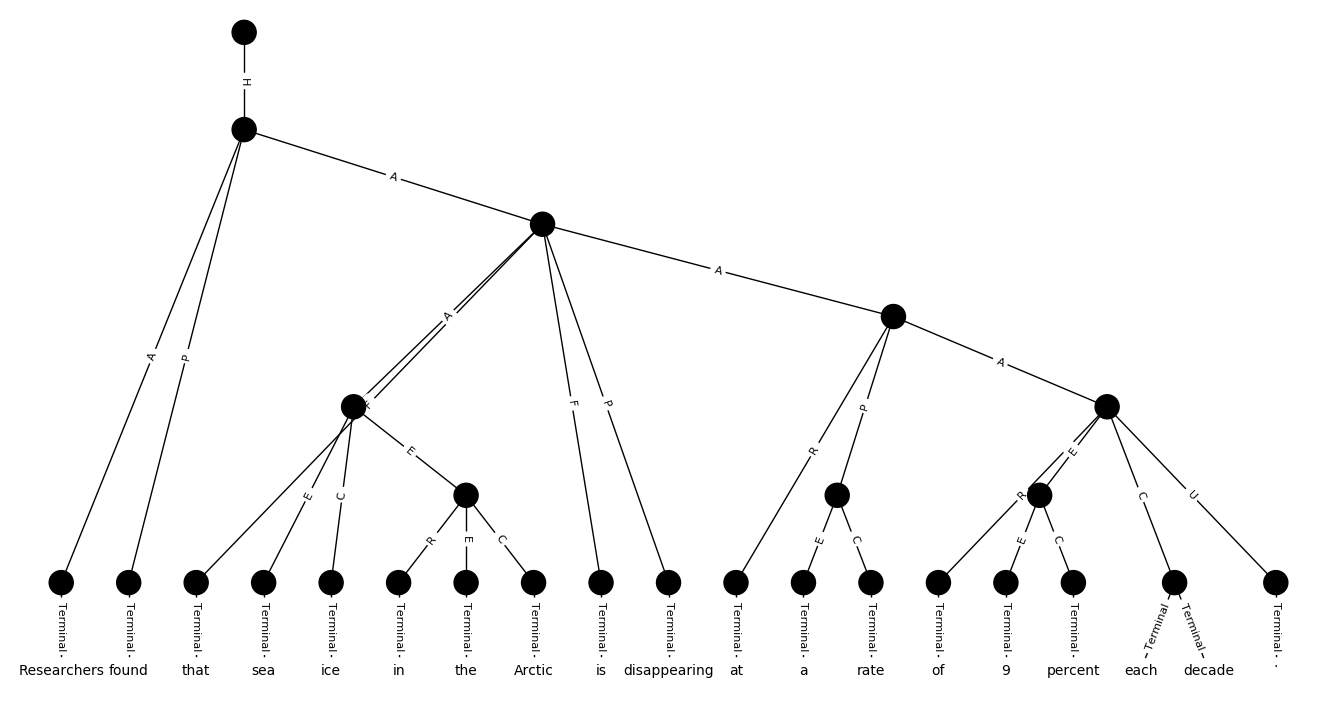 H
A
A
A
A
P
A
F
F
P
A
R
P
E
E
C
R
E
R
E
C
U
R
E
C
E
C
E
C
Terminal Terminal Terminal Terminal Terminal Terminal Terminal Terminal Terminal Terminal Terminal Terminal Terminal Terminal Terminal Terminal Terminal Terminal Terminal
Researchers found that sea ice in the Arctic is disappearing at a rate of 9 percent each decade .